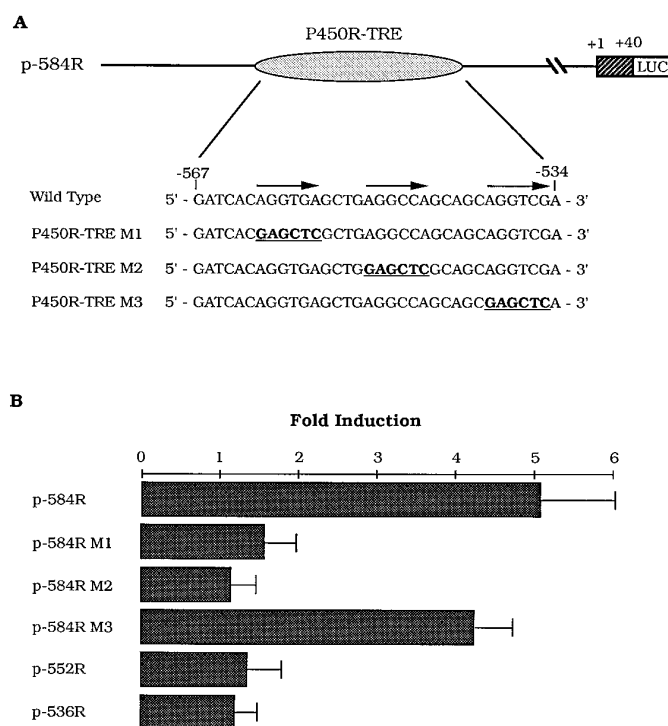 A
P450R-TRE
p-584R
+1 +40
LUC
-567 -534
Wild Type 5' - GATCACAGGTGAGCTGAGGCCAGCAGCAGGTCGA - 3'
P450R-TRE M1 5' - GATCACGAGCTCGCTGAGGCCAGCAGCAGGTCGA - 3'
P450R-TRE M2 5' - GATCACAGGTGAGCTGGAGCTCGCAGCAGGTCGA - 3'
P450R-TRE M3 5' - GATCACAGGTGAGCTGAGGCCAGCAGCGAGCTCA - 3'
B
Fold Induction
0 1 2 3 4 5 6
p-584R
p-584R M1
p-584R M2
p-584R M3
p-552R
p-536R